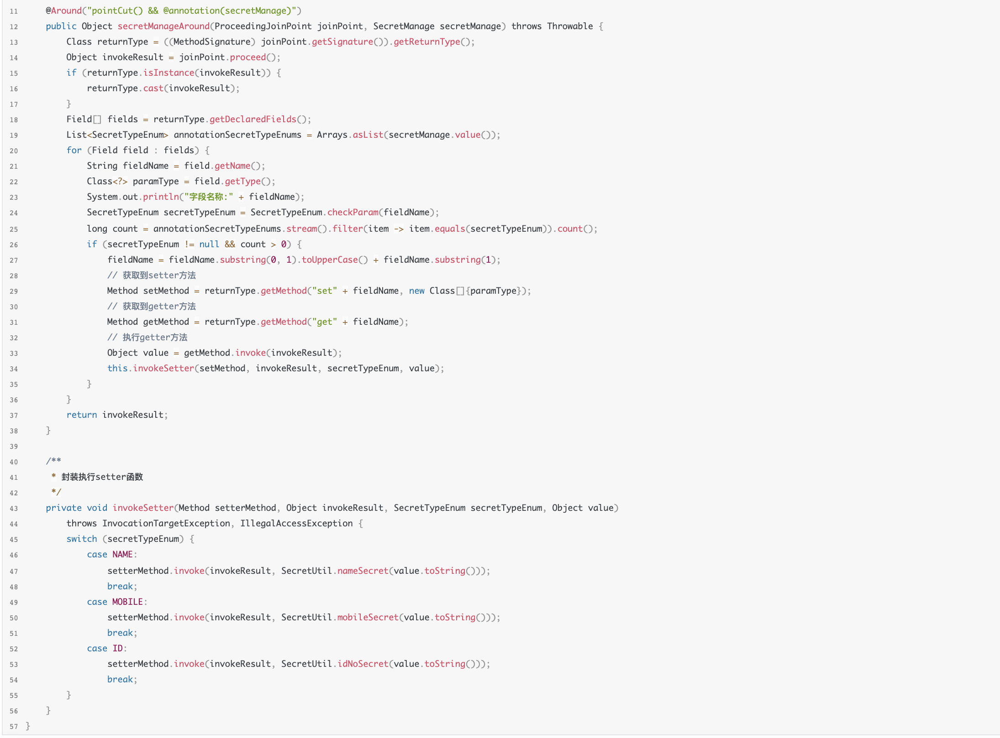 11 @Around("pointCut() && @annotation(secretManage)")
12 public Object secretManageAround(ProceedingJoinPoint joinPoint, SecretManage secretManage) throws Throwable {
13 Class returnType = ((MethodSignature) joinPoint.getSignature()).getReturnType();
14 Object invokeResult = joinPoint.proceed();
15 if (returnType.isInstance(invokeResult)) {
16 returnType.cast(invokeResult);
17 }
18 Field[] fields = returnType.getDeclaredFields();
19 List<SecretTypeEnum> annotationSecretTypeEnums = Arrays.asList(secretManage.value());
20 for (Field field : fields) {
21 String fieldName = field.getName();
22 Class<?> paramType = field.getType();
23 System.out.println("字段名称:" + fieldName);
24 SecretTypeEnum secretTypeEnum = SecretTypeEnum.checkParam(fieldName);
25 long count = annotationSecretTypeEnums.stream().filter(item -> item.equals(secretTypeEnum)).count();
26 if (secretTypeEnum != null && count > 0) {
27 fieldName = fieldName.substring(0, 1).toUpperCase() + fieldName.substring(1);
28 // 获取到setter方法
29 Method setMethod = returnType.getMethod("set" + fieldName, new Class[]{paramType});
30 // 获取到getter方法
31 Method getMethod = returnType.getMethod("get" + fieldName);
32 // 执行getter方法
33 Object value = getMethod.invoke(invokeResult);
34 this.invokeSetter(setMethod, invokeResult, secretTypeEnum, value);
35 }
36 }
37 return invokeResult;
38 }
39
40 /**
41 * 封装执行setter函数
42 */
43 private void invokeSetter(Method setterMethod, Object invokeResult, SecretTypeEnum secretTypeEnum, Object value)
44 throws InvocationTargetException, IllegalAccessException {
45 switch (secretTypeEnum) {
46 case NAME:
47 setterMethod.invoke(invokeResult, SecretUtil.nameSecret(value.toString()));
48 break;
49 case MOBILE:
50 setterMethod.invoke(invokeResult, SecretUtil.mobileSecret(value.toString()));
51 break;
52 case ID:
53 setterMethod.invoke(invokeResult, SecretUtil.idNoSecret(value.toString()));
54 break;
55 }
56 }
57 }